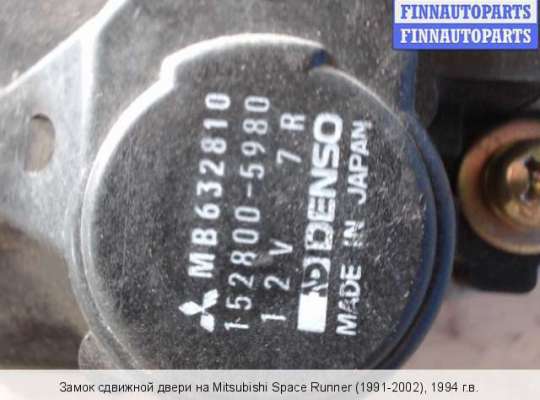 FINNAUTOPARTS
FINNAUTOPARTS
MB632810
152800-5980
12V 7R
DENSO
MADE IN JAPAN
Замок сдвижной двери на Mitsubishi Space Runner (1991-2002), 1994 г.в.